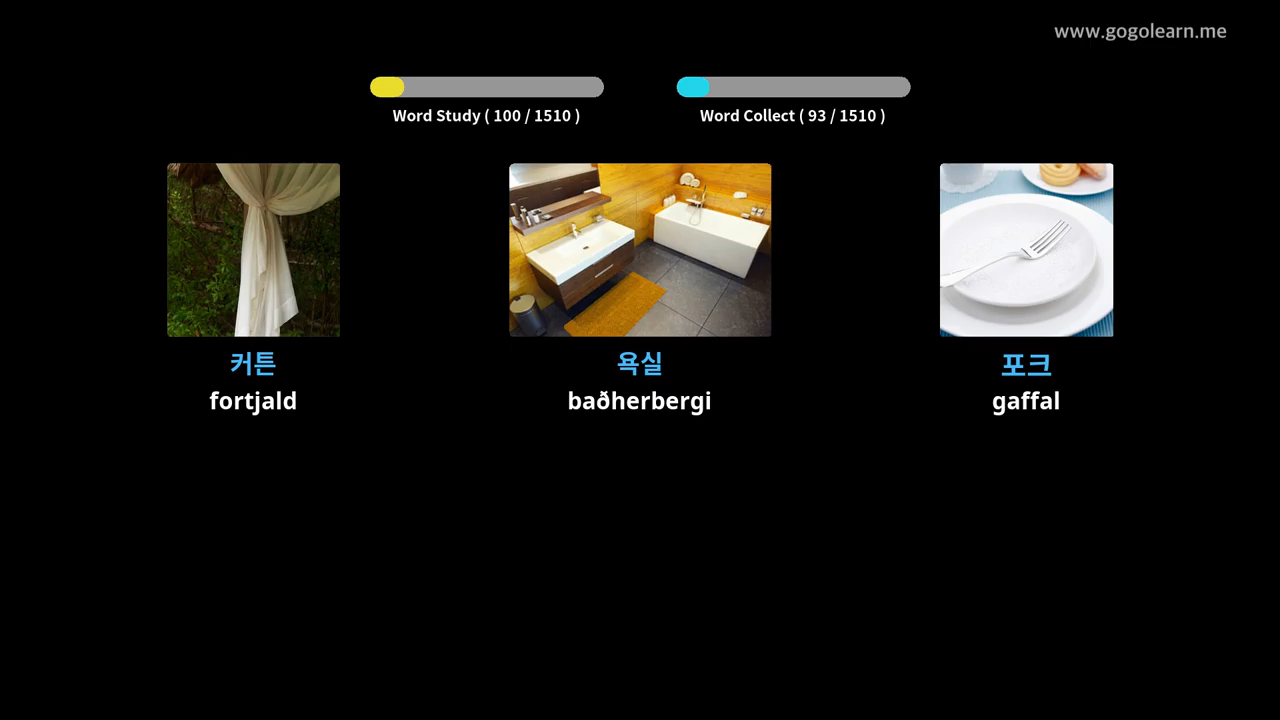 www.gogolearn.me
Word Study ( 100 / 1510 )
Word Collect ( 93 / 1510 )
커튼
fortjald
욕실
baðherbergi
포크
gaffal